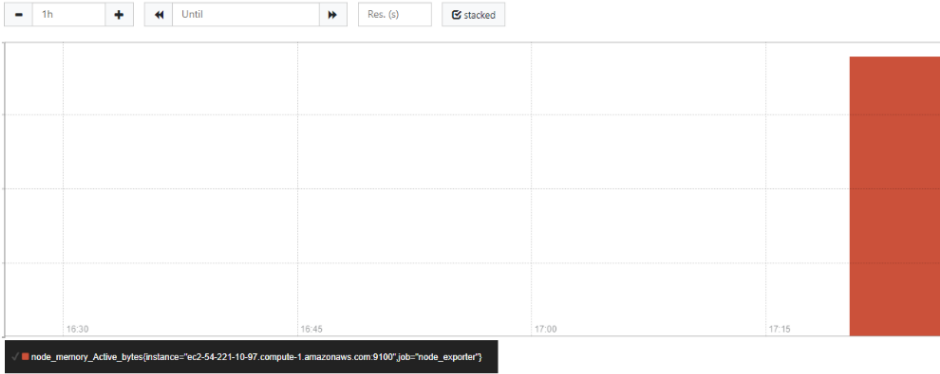 1h Until Res. (s) stacked
16:30 16:45 17:00 17:15
node_memory_Active_bytes{instance="ec2-54-221-10-97.compute-1.amazonaws.com:9100",job="node_exporter"}